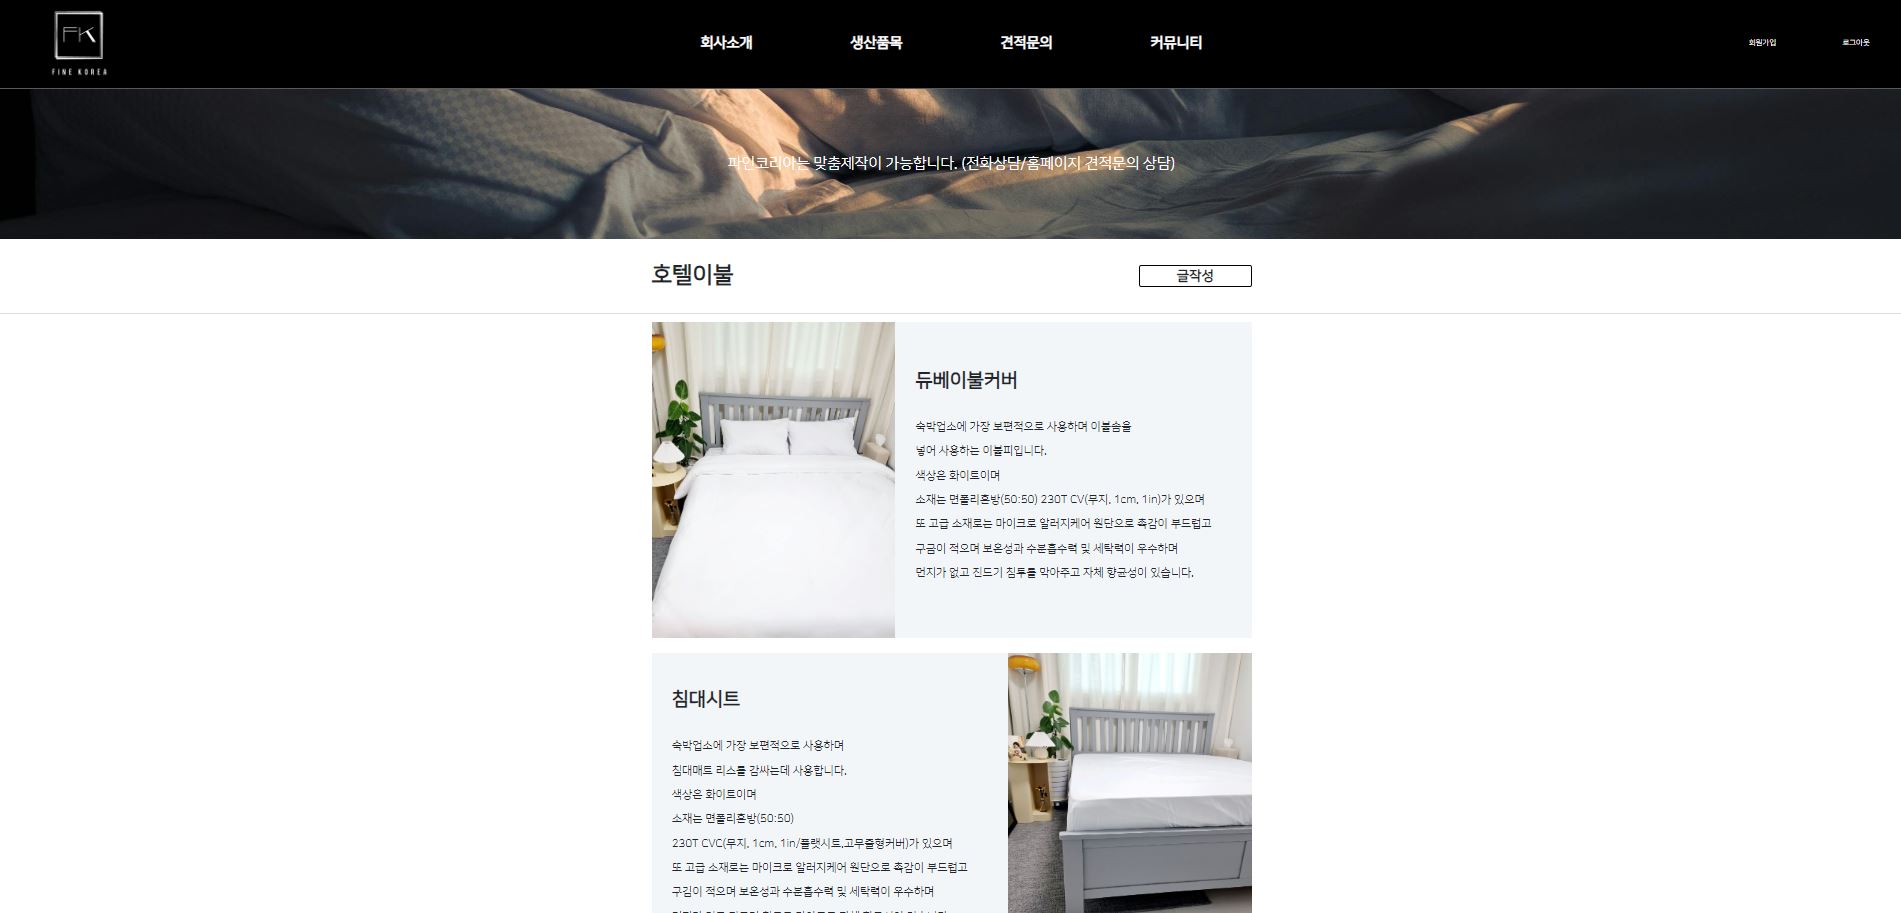 FK
FINE KOREA
회사소개
생산품목
견적문의
커뮤니티
회원가입
로그아웃
파인코리아는 맞춤제작이 가능합니다. (전화상담/홈페이지 견적문의 상담)
호텔이불
글작성
듀베이불커버
숙박업소에 가장 보편적으로 사용하며 이불솜을
넣어 사용하는 이불피입니다.
색상은 화이트이며
소재는 면폴리혼방(50:50) 230T CV(무지, 1cm, 1in)가 있으며
또 고급 소재로는 마이크로 알러지케어 원단으로 촉감이 부드럽고
구금이 적으며 보온성과 수분흡수력 및 세탁력이 우수하며
먼지가 없고 진드기 침투를 막아주고 자체 향균성이 있습니다.
침대시트
숙박업소에 가장 보편적으로 사용하며
침대매트 리스를 감싸는데 사용합니다.
색상은 화이트이며
소재는 면폴리혼방(50:50)
230T CVC(무지, 1cm, 1in/플랫시트,고무줄형커버)가 있으며
또 고급 소재로는 마이크로 알러지케어 원단으로 촉감이 부드럽고
구김이 적으며 보온성과 수분흡수력 및 세탁력이 우수하며